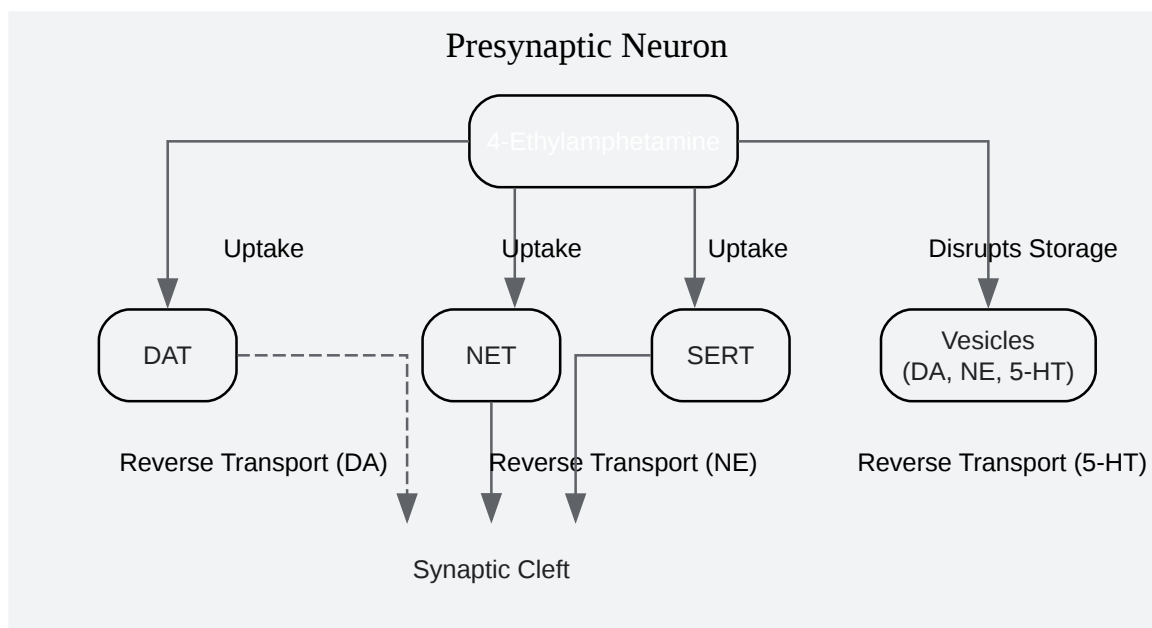 Presynaptic Neuron
4-Ethylamphetamine
Uptake
Uptake
Uptake
Disrupts Storage
DAT
NET
SERT
Vesicles
(DA, NE, 5-HT)
Reverse Transport (DA)
Reverse Transport (NE)
Reverse Transport (5-HT)
Synaptic Cleft